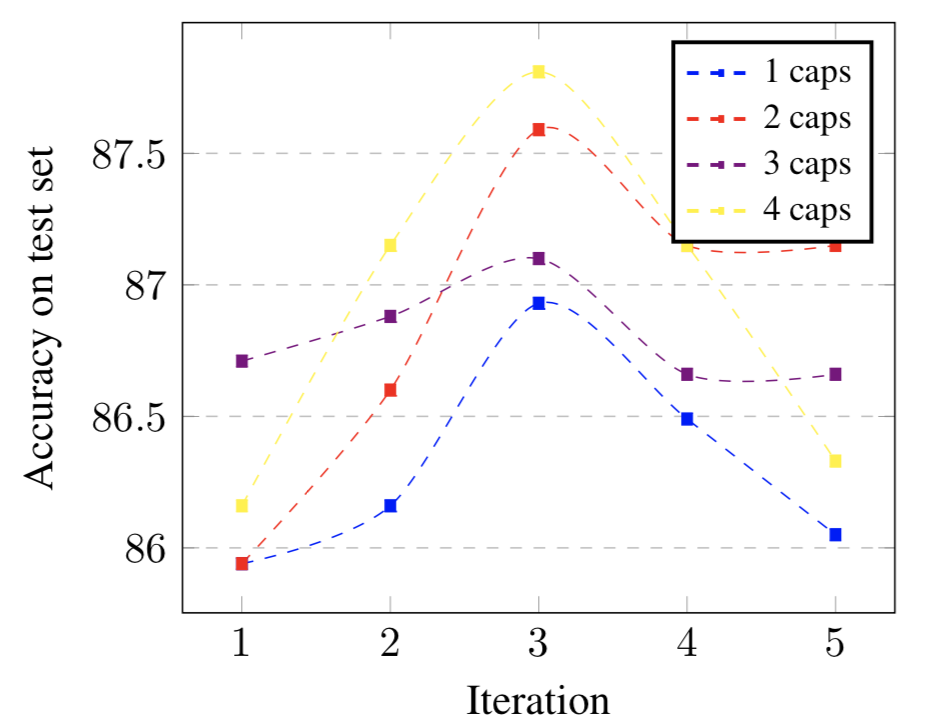 Accuracy on test set
87.5
87
86.5
86
1 caps
2 caps
3 caps
4 caps
1 2 3 4 5
Iteration